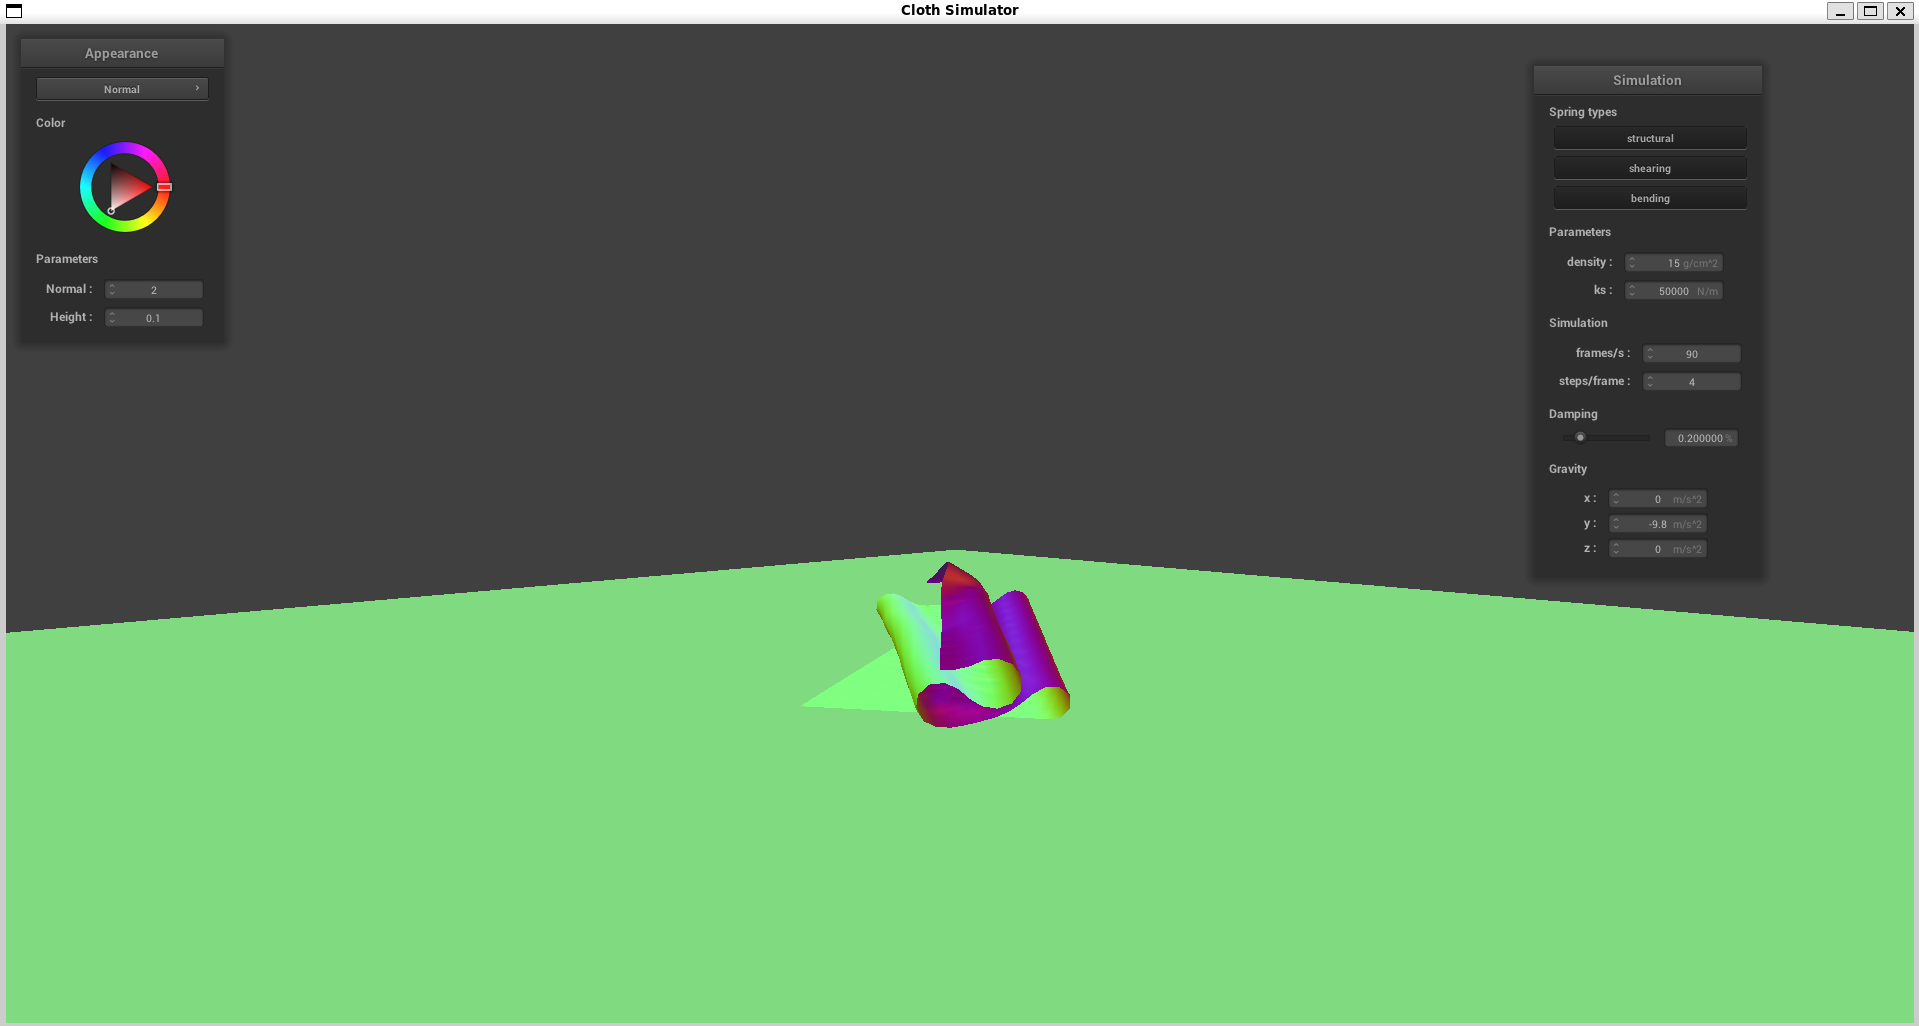 Cloth Simulator
Appearance
Normal
Color
Parameters
Normal : 2
Height : 0.1
Simulation
Spring types
structural
shearing
bending
Parameters
density : 15 g/cm^2
ks : 50000 N/m
Simulation
frames/s : 90
steps/frame : 4
Damping
0.200000 %
Gravity
x : 0 m/s^2
y : -9.8 m/s^2
z : 0 m/s^2